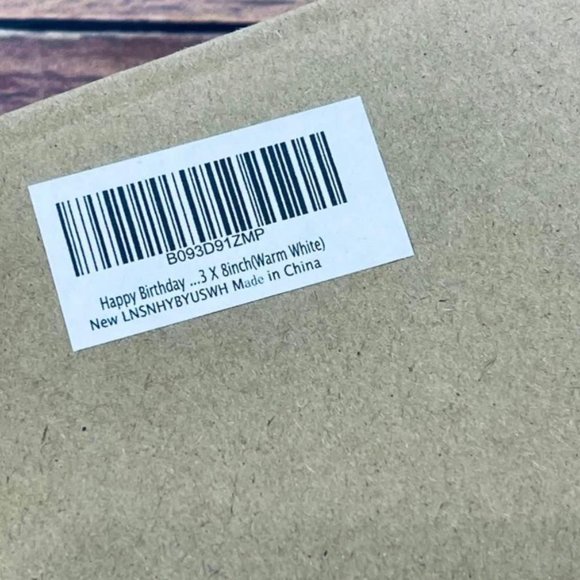 B093D91ZMP
Happy Birthday ...3 X 8inch(Warm White)
New LNSNHYBYUSWH Made in China